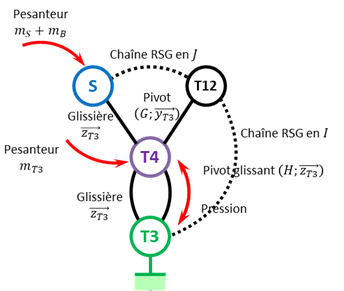 Pesanteur
$m_S + m_B$
Chaîne RSG en $J$
S
T12
Glissière
$\overrightarrow{z_{T3}}$
Pivot
$(G; \overrightarrow{y_{T3}})$
Chaîne RSG en $I$
Pesanteur
$m_{T3}$
T4
Pivot glissant $(H; \overrightarrow{z_{T3}})$
Glissière
$\overrightarrow{z_{T3}}$
Pression
T3